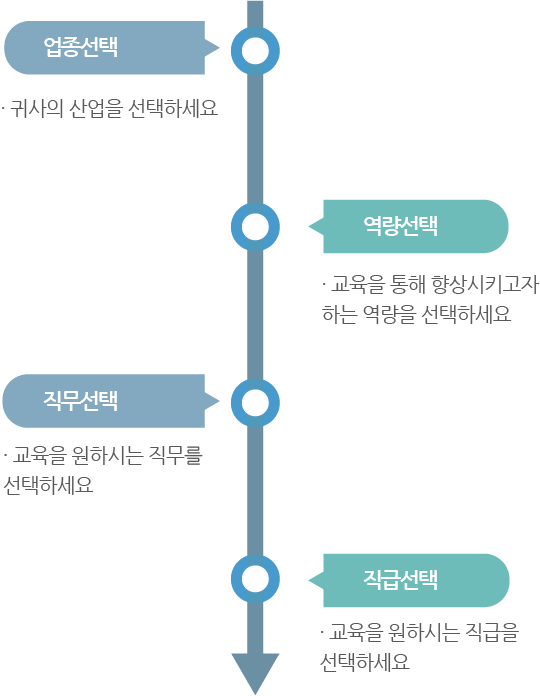 업종선택
· 귀사의 산업을 선택하세요
역량선택
· 교육을 통해 향상시키고자
하는 역량을 선택하세요
직무선택
· 교육을 원하시는 직무를
선택하세요
직급선택
· 교육을 원하시는 직급을
선택하세요